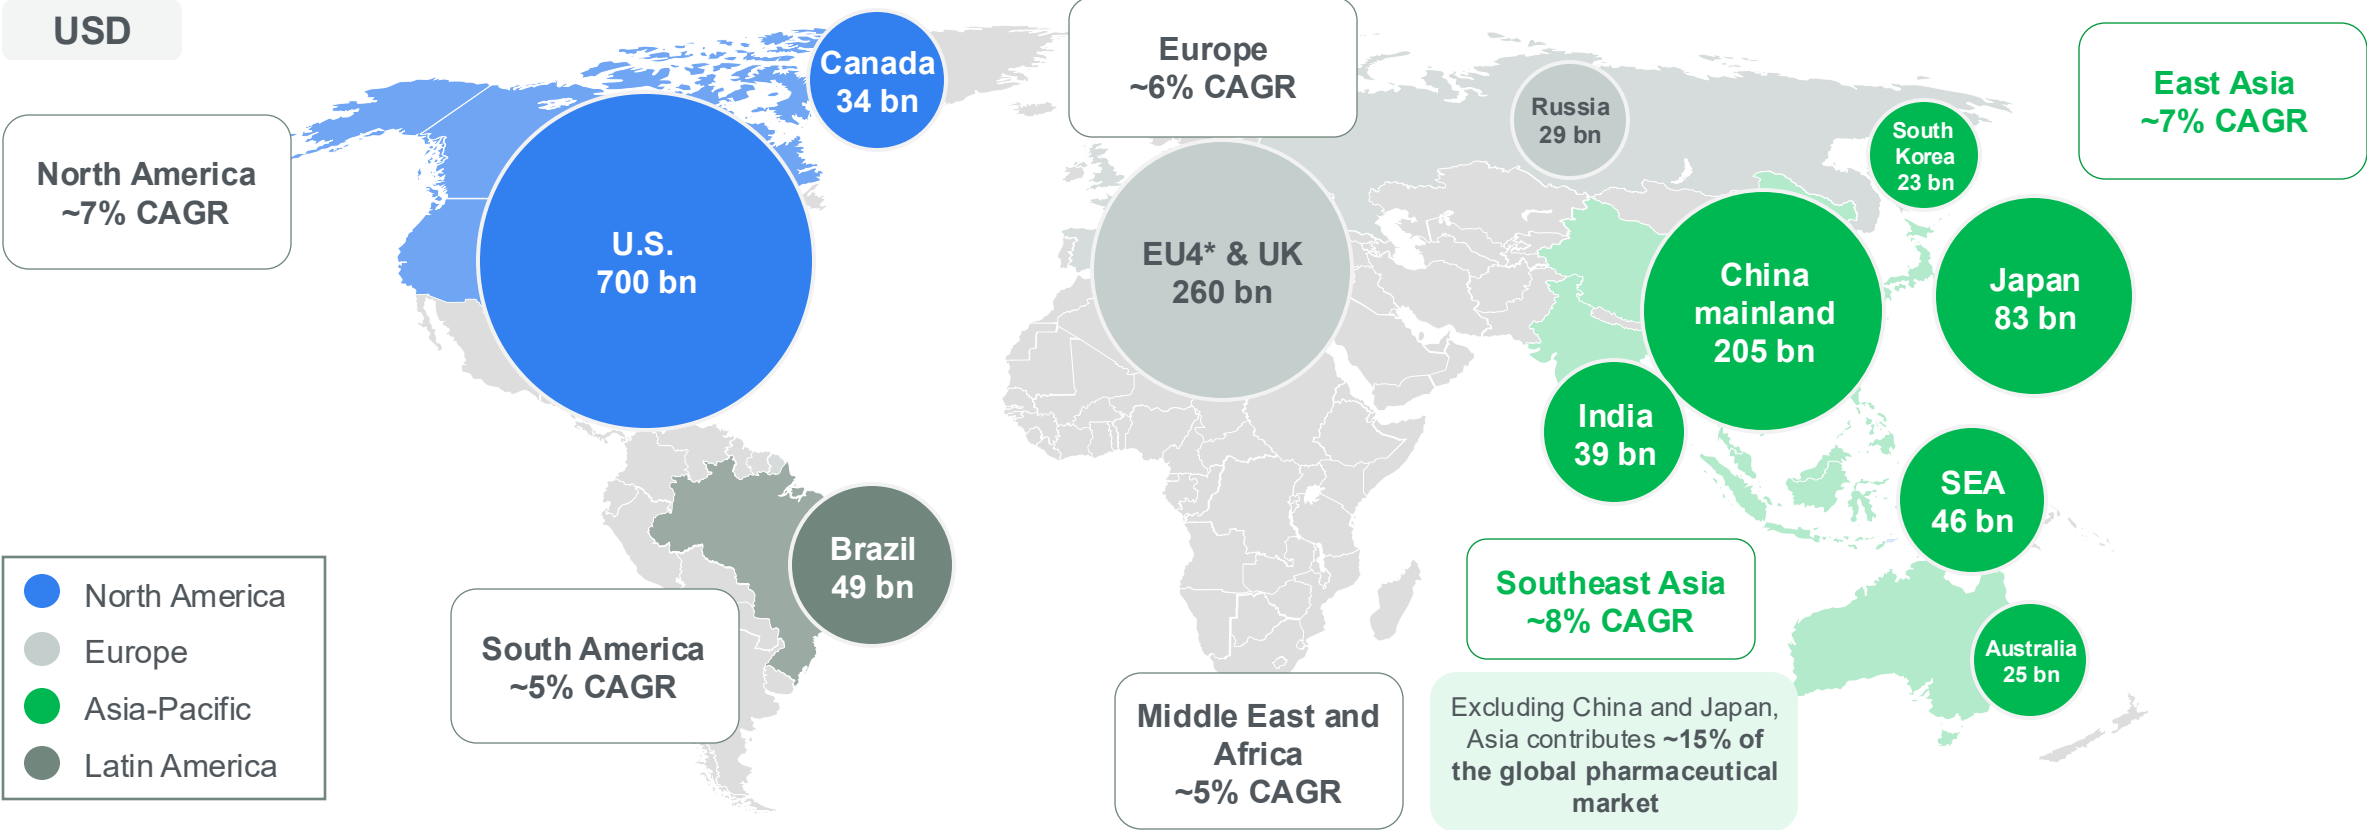 USD
North America
~7% CAGR
Canada
34 bn
U.S.
700 bn
Europe
~6% CAGR
EU4* & UK
260 bn
Russia
29 bn
East Asia
~7% CAGR
South
Korea
23 bn
China
mainland
205 bn
Japan
83 bn
India
39 bn
SEA
46 bn
Brazil
49 bn
South America
~5% CAGR
Southeast Asia
~8% CAGR
Australia
25 bn
Middle East and
Africa
~5% CAGR
Excluding China and Japan,
Asia contributes ~15% of
the global pharmaceutical
market
North America
Europe
Asia-Pacific
Latin America